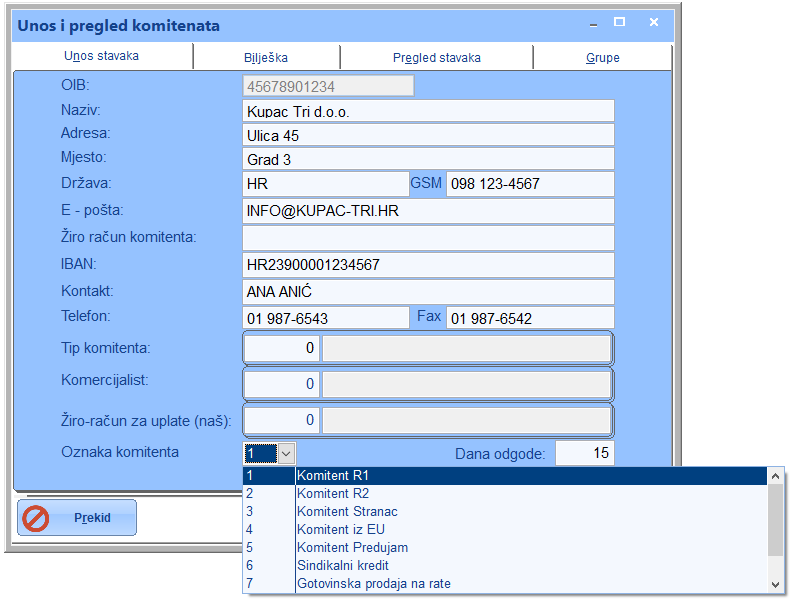 Unos i pregled komitenata
Unos stavaka Bilješka Pregled stavaka Grupe
OIB: 45678901234
Naziv: Kupac Tri d.o.o.
Adresa: Ulica 45
Mjesto: Grad 3
Država: HR GSM 098 123-4567
E - pošta: INFO@KUPAC-TRI.HR
Žiro račun komitenta:
IBAN: HR23900001234567
Kontakt: ANA ANIĆ
Telefon: 01 987-6543 Fax 01 987-6542
Tip komitenta: 0
Komercijalist: 0
Žiro-račun za uplate (naš): 0
Oznaka komitenta 1 Dana odgode: 15
1 Komitent R1
2 Komitent R2
3 Komitent Stranac
4 Komitent iz EU
5 Komitent Predujam
6 Sindikalni kredit
7 Gotovinska prodaja na rate
Prekid